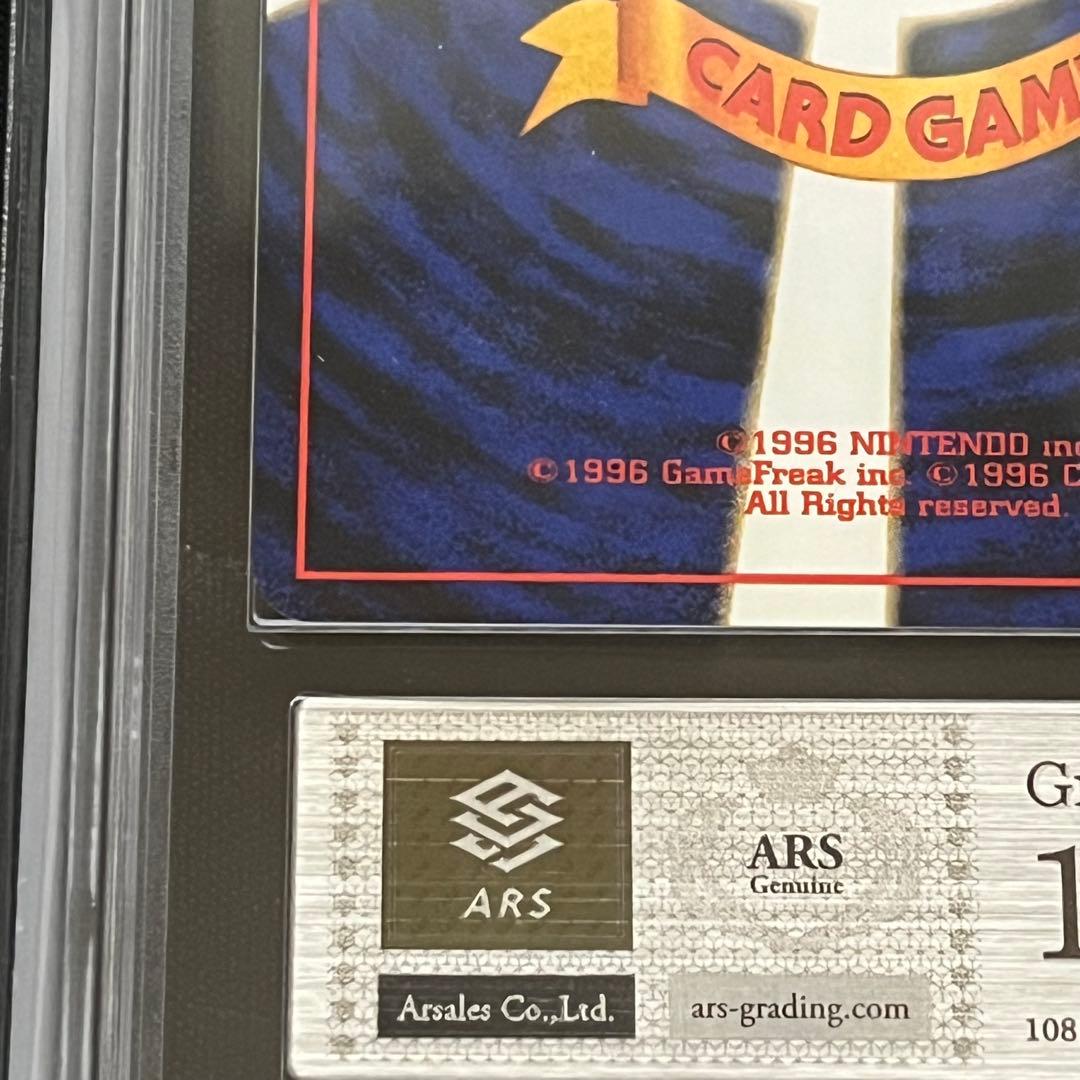 CARD GAM
©1996 NINTENDO inc
©1996 GameFreak inc. ©1996 C
All Rights reserved.
ARS
ARS
Genuine
Arsales Co.,Ltd.
ars-grading.com
G
1
108